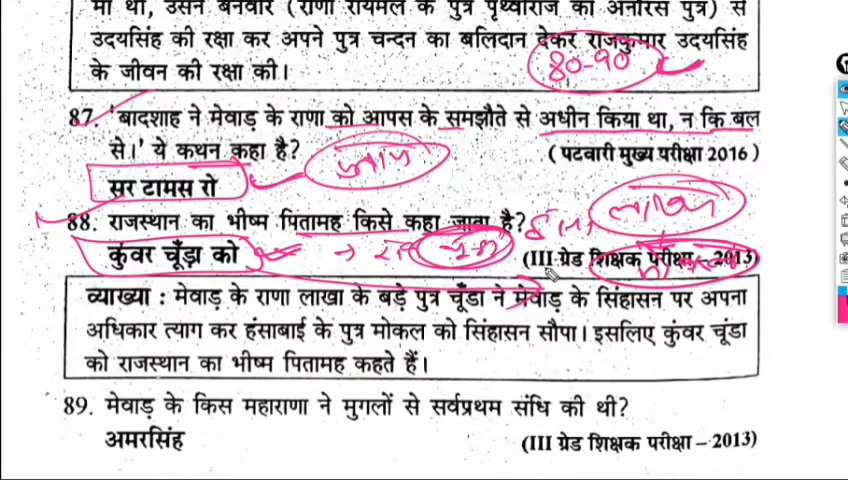 मा था, उसने बनवीर (राणा रायमल के पुत्र पृथ्वीराज का अनौरस पुत्र) से
उदयसिंह की रक्षा कर अपने पुत्र चन्दन का बलिदान देकर राजकुमार उदयसिंह
के जीवन की रक्षा की।
80-90
87. 'बादशाह ने मेवाड़ के राणा को आपस के समझौते से अधीन किया था, न कि बल
से।' ये कथन कहा है?
(पटवारी मुख्य परीक्षा 2016)
सर टामस रो
88. राजस्थान का भीष्म पितामह किसे कहा जाता है?
कुंवर चूँड़ा को
(III ग्रेड शिक्षक परीक्षा – 2013)
व्याख्या : मेवाड़ के राणा लाखा के बड़े पुत्र चूँडा ने मेवाड़ के सिंहासन पर अपना
अधिकार त्याग कर हंसाबाई के पुत्र मोकल को सिंहासन सौपा। इसलिए कुंवर चूंडा
को राजस्थान का भीष्म पितामह कहते हैं।
89. मेवाड़ के किस महाराणा ने मुगलों से सर्वप्रथम संधि की थी?
अमरसिंह
(III ग्रेड शिक्षक परीक्षा – 2013)